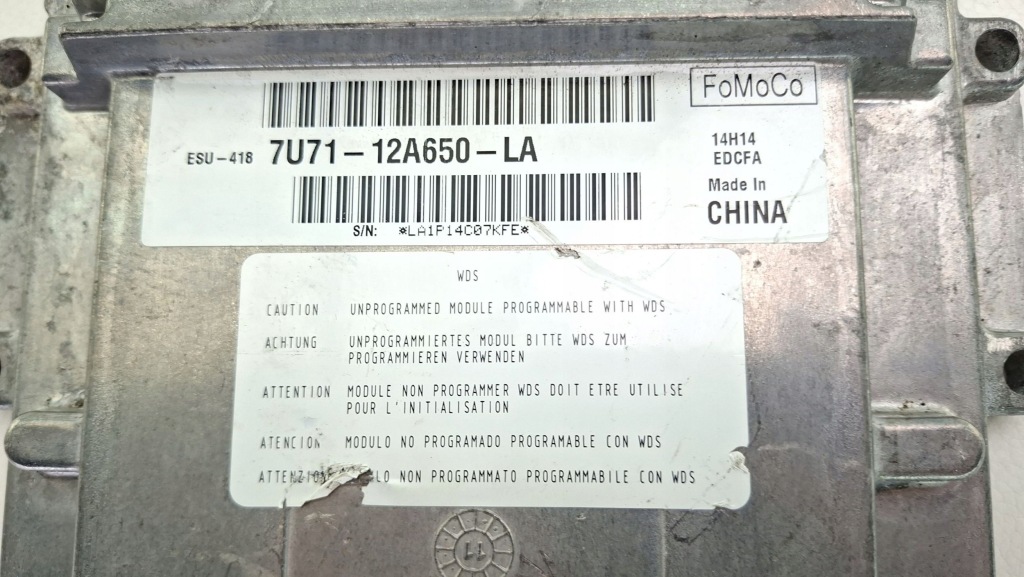 FoMoCo
ESU-418 7U71-12A650-LA
14H14
EDCFA
Made In
CHINA
S/N: *LA1P14C07KFE*
WDS
CAUTION UNPROGRAMMED MODULE PROGRAMMABLE WITH WDS
ACHTUNG UNPROGRAMMIERTES MODUL BITTE WDS ZUM
PROGRAMMIEREN VERWENDEN
ATTENTION MODULE NON PROGRAMMER WDS DOIT ETRE UTILISE
POUR L'INITIALISATION
ATENCION MODULO NO PROGRAMADO PROGRAMABLE CON WDS
ATTENZIONE NON PROGRAMMATO PROGRAMMABILE CON WDS
11